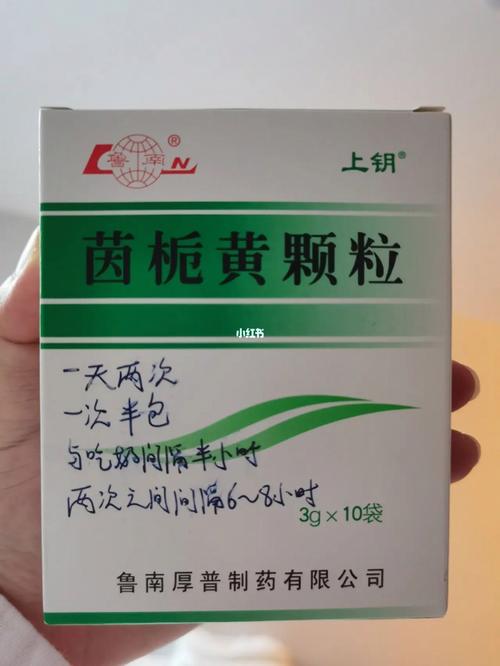 鲁南®
LN
上钥®
茵栀黄颗粒
小红书
一天两次
一次半包
与吃奶间隔半小时
两次之间间隔6~8小时
3g×10袋
鲁南厚普制药有限公司